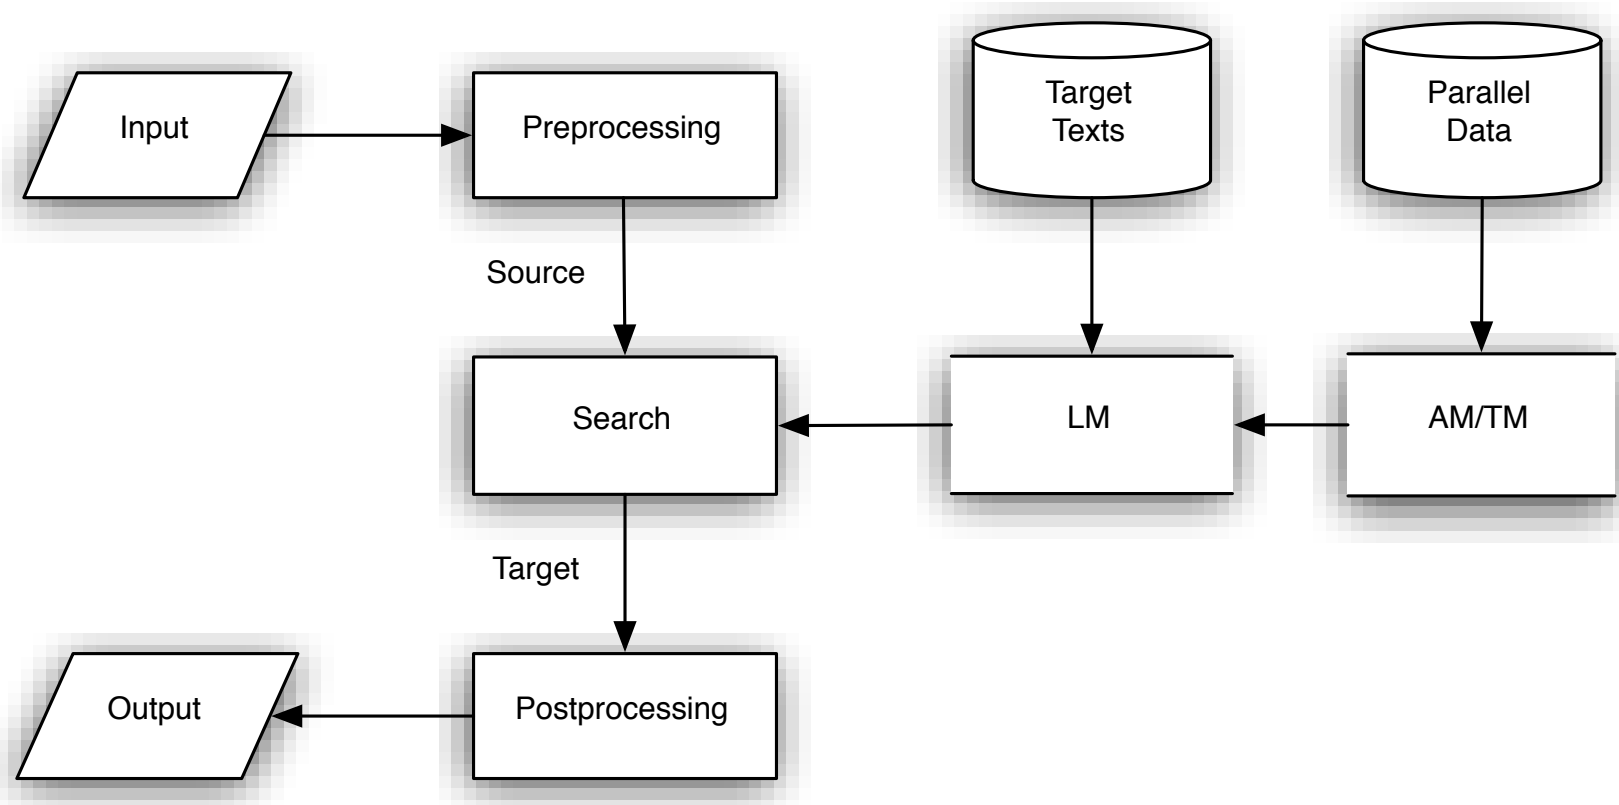 Input
Preprocessing
Target
Texts
Parallel
Data
Source
Search
LM
AM/TM
Target
Output
Postprocessing